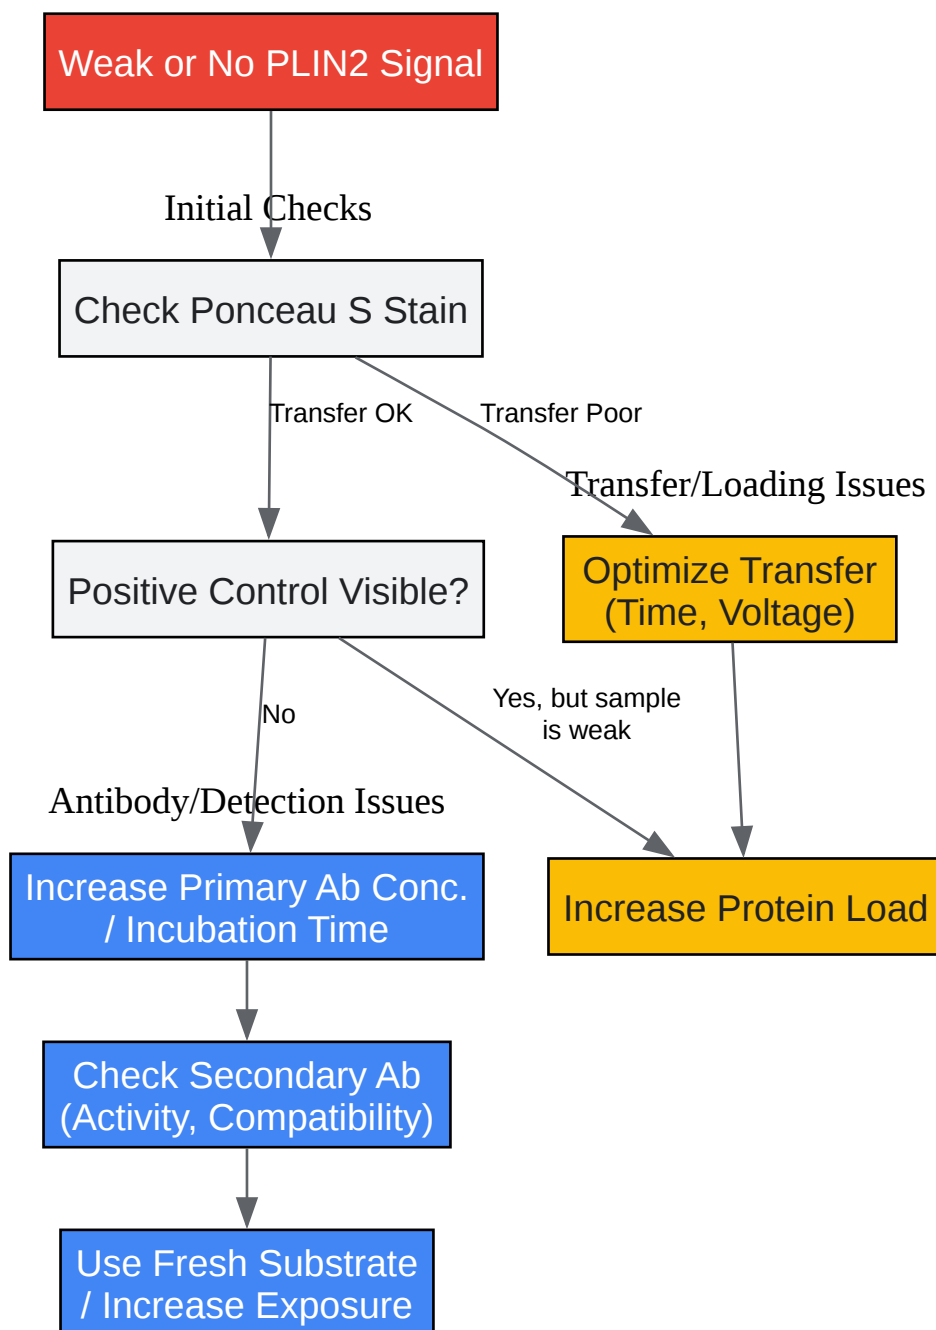 Weak or No PLIN2 Signal
Initial Checks
Check Ponceau S Stain
Transfer OK
Transfer Poor
Transfer/Loading Issues
Positive Control Visible?
Optimize Transfer
(Time, Voltage)
No
Yes, but sample
is weak
Antibody/Detection Issues
Increase Primary Ab Conc.
/ Incubation Time
Increase Protein Load
Check Secondary Ab
(Activity, Compatibility)
Use Fresh Substrate
/ Increase Exposure